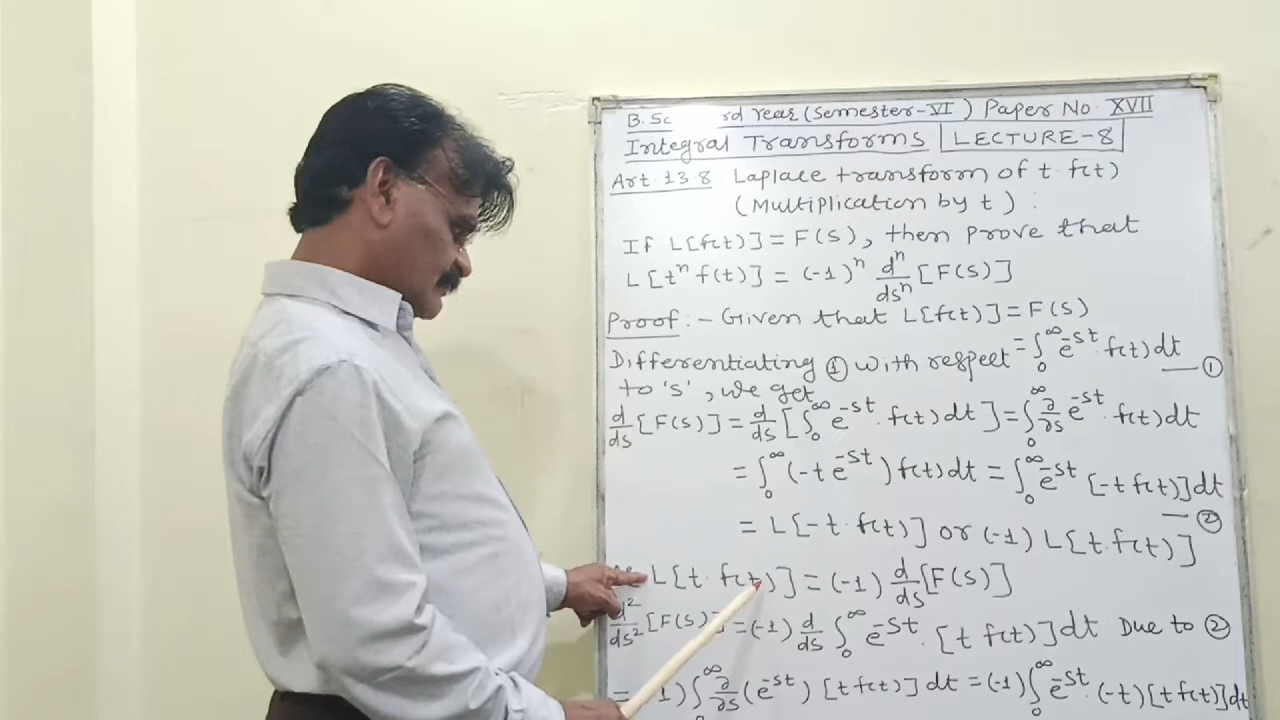 B.Sc rd Year (Semester-VI) Paper No. XVII
Integral Transforms LECTURE-8
Art. 13.8 Laplace transform of t. f(t)
(Multiplication by t) :
If L[f(t)] = F(s), then prove that
L[tⁿ f(t)] = (-1)ⁿ dⁿ/dsⁿ [F(s)]
Proof:- Given that L[f(t)] = F(s)
= ∫₀^∞ e^{-st}. f(t) dt —①
Differentiating ① with respect
to 's', we get
d/ds [F(s)] = d/ds [∫₀^∞ e^{-st}. f(t) dt] = ∫₀^∞ ∂/∂s e^{-st}. f(t) dt
= ∫₀^∞ (-t e^{-st}) f(t) dt = ∫₀^∞ e^{-st} [-t f(t)] dt —②
= L[-t. f(t)] or (-1) L[t. f(t)]
L[t. f(t)] = (-1) d/ds [F(s)]
d²/ds² [F(s)] = (-1) d/ds ∫₀^∞ e^{-st}. [t f(t)] dt Due to ②
= 1) ∫₀^∞ ∂/∂s (e^{-st}) [t f(t)] dt = (-1) ∫₀^∞ e^{-st}. (-t) [t f(t)] dt